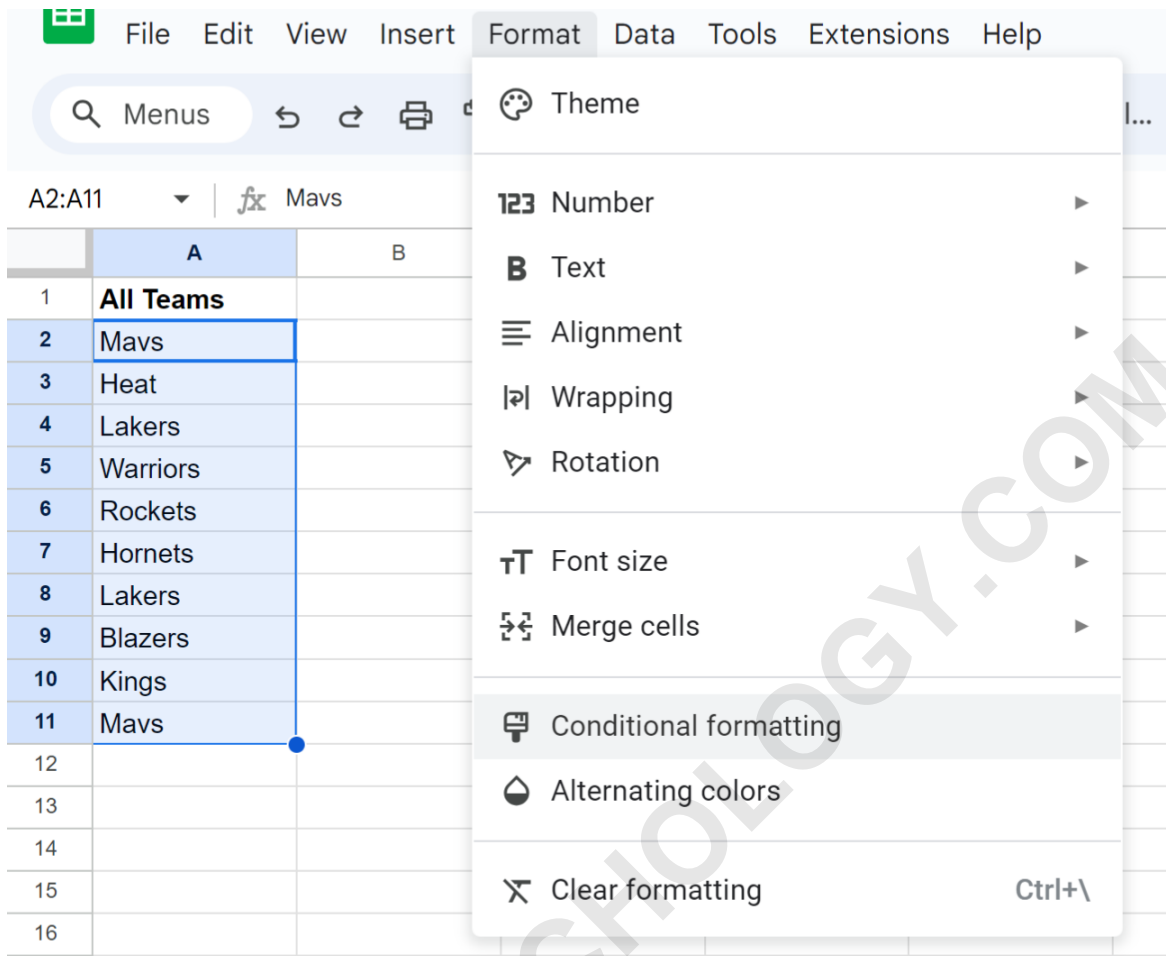 File Edit View Insert Format Data Tools Extensions Help
Menus
A2:A11 fx Mavs
A B
1 All Teams
2 Mavs
3 Heat
4 Lakers
5 Warriors
6 Rockets
7 Hornets
8 Lakers
9 Blazers
10 Kings
11 Mavs
12
13
14
15
16
Theme
123 Number
B Text
Alignment
Wrapping
Rotation
Font size
Merge cells
Conditional formatting
Alternating colors
Clear formatting Ctrl+\
CHOLOGY.COM